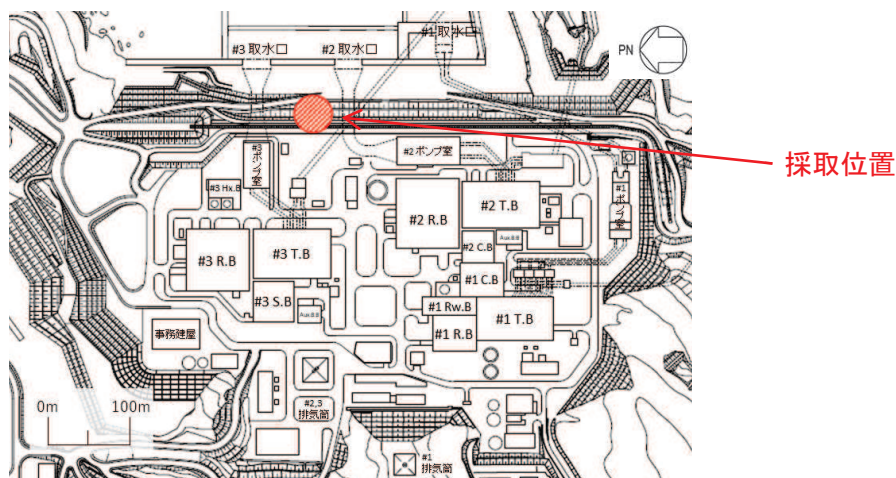 #1 取水口
#3 取水口
#2 取水口
PN
採取位置
#3
ポンプ室
#2 ポンプ室
#1
ポンプ室
#3 Hx.B
#2 R.B
#2 T.B
#2 C.B
Aux.B.B
#3 R.B
#3 T.B
#1 C.B
#3 S.B
Aux.B.B
#1 Rw.B
#1 T.B
#1 R.B
事務建屋
0m
100m
#2,3
排気筒
#1
排気筒